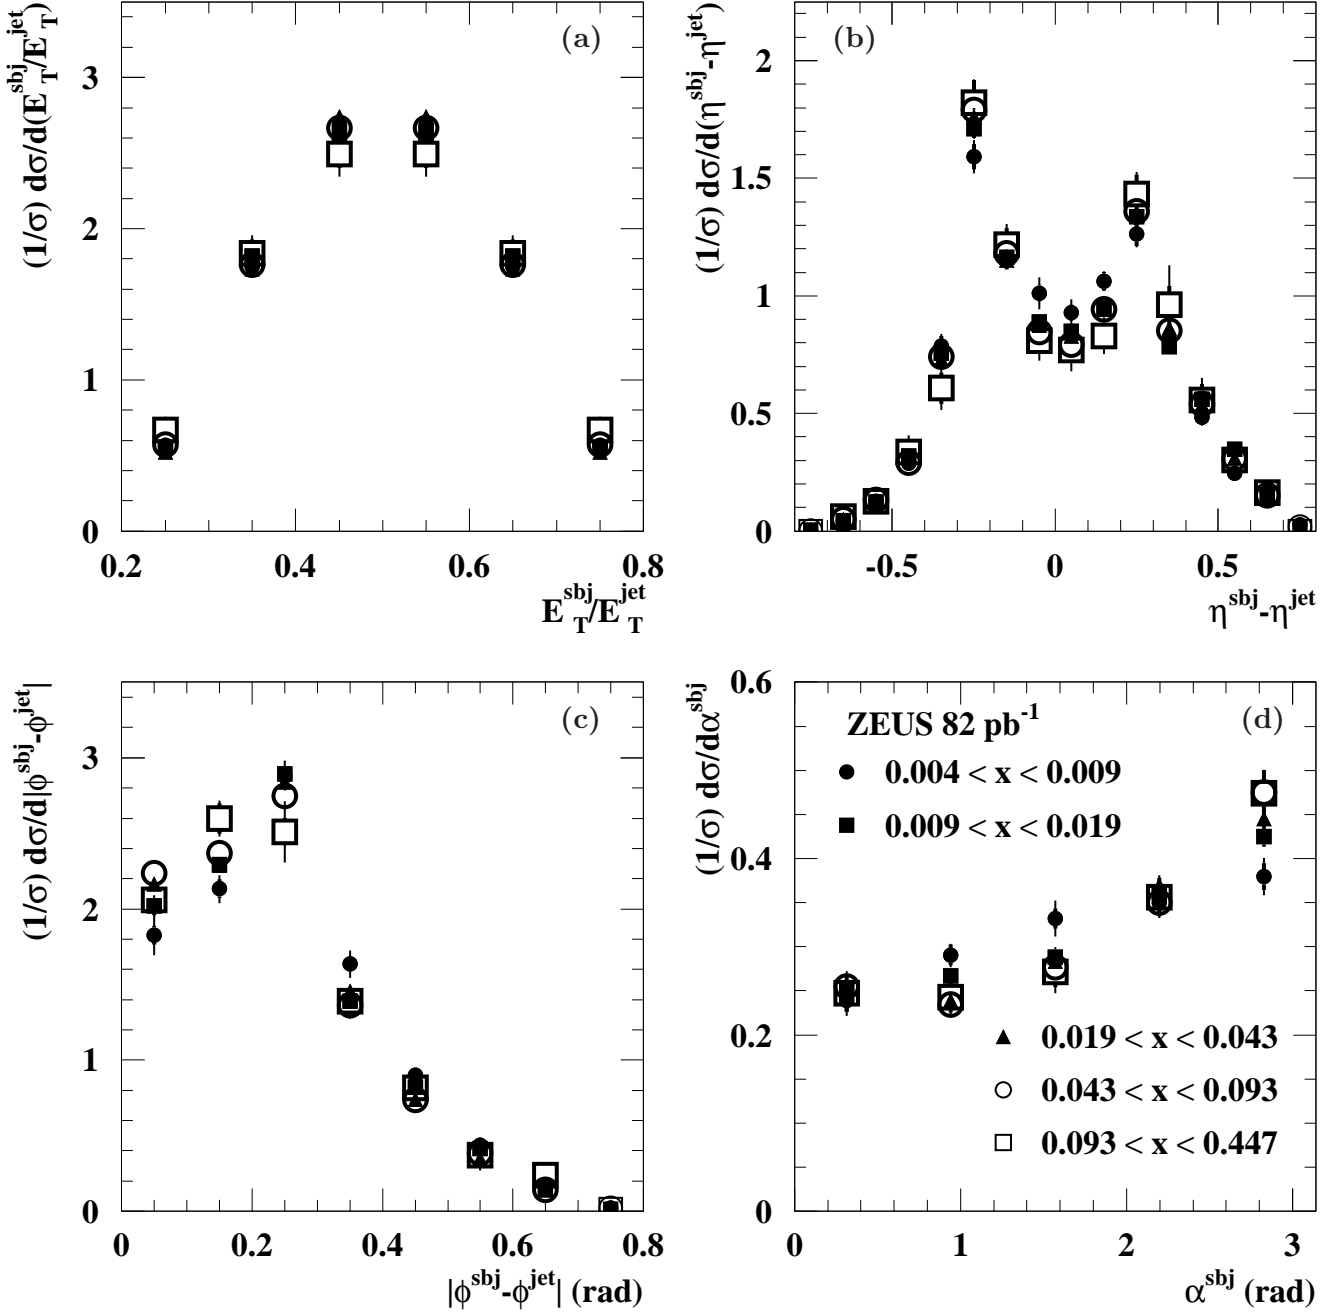 (a)
(1/σ) dσ/d(E_T^sbj/E_T^jet)
3
2
1
0
0.2 0.4 0.6 0.8
E_T^sbj/E_T^jet
(b)
(1/σ) dσ/d(η^sbj-η^jet)
2
1.5
1
0.5
0
-0.5 0 0.5
η^sbj-η^jet
(c)
(1/σ) dσ/d|ϕ^sbj-ϕ^jet|
3
2
1
0
0 0.2 0.4 0.6 0.8
|ϕ^sbj-ϕ^jet| (rad)
(d)
(1/σ) dσ/dα^sbj
0.6
0.4
0.2
0
ZEUS 82 pb^-1
0.004 < x < 0.009
0.009 < x < 0.019
0.019 < x < 0.043
0.043 < x < 0.093
0.093 < x < 0.447
0 1 2 3
α^sbj (rad)